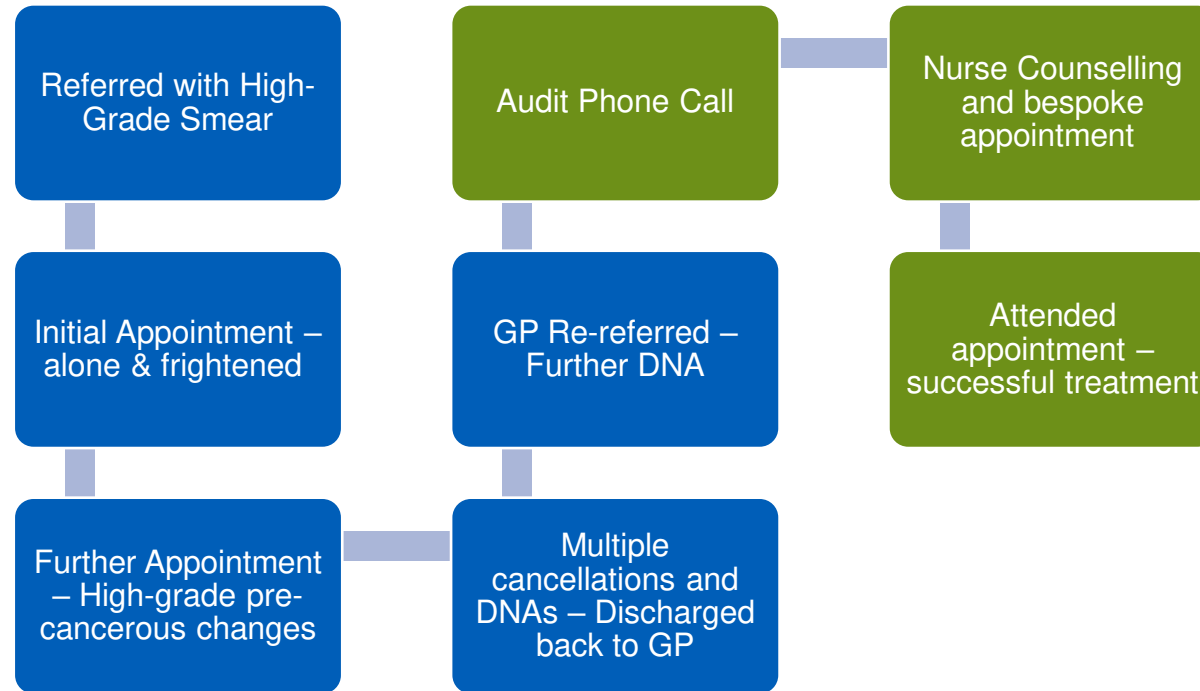 Referred with High-
Grade Smear
Initial Appointment –
alone & frightened
Further Appointment
– High-grade pre-
cancerous changes
Multiple
cancellations and
DNAs – Discharged
back to GP
GP Re-referred –
Further DNA
Audit Phone Call
Nurse Counselling
and bespoke
appointment
Attended
appointment –
successful treatment